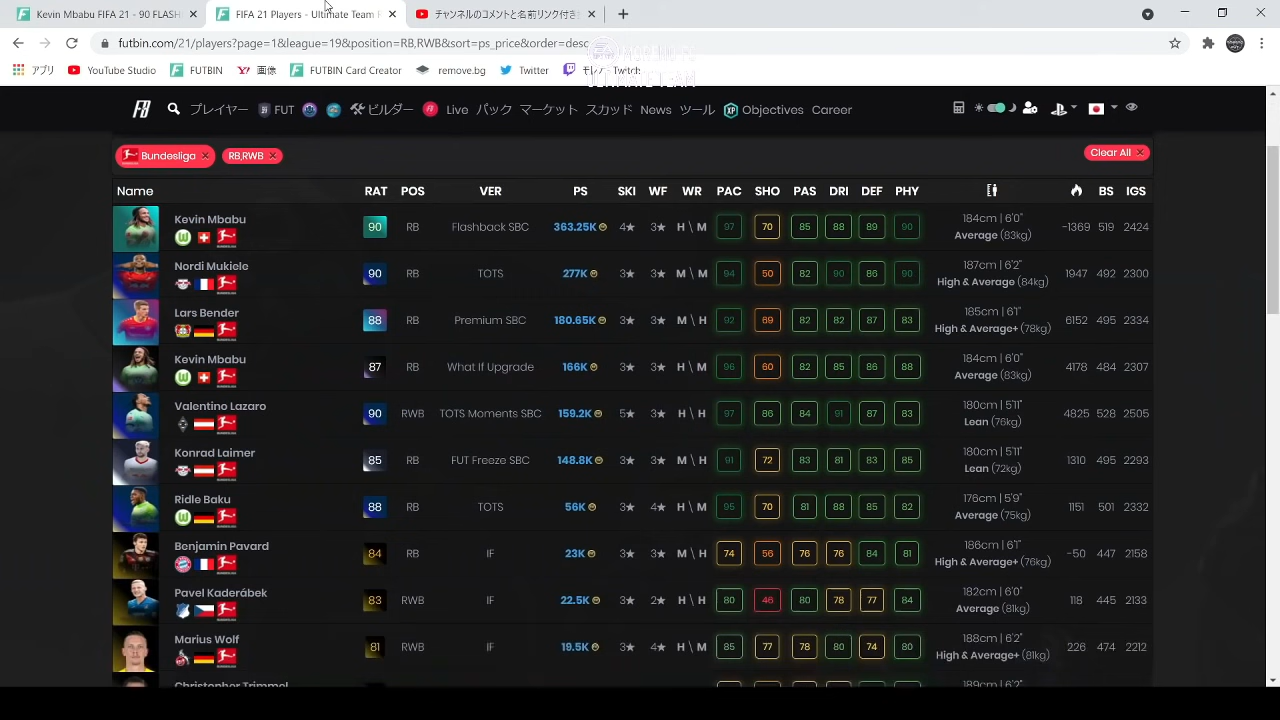 Kevin Mbabu FIFA 21 - 90 FLASH
FIFA 21 Players - Ultimate Team
チャンネルのコメントと名前リンク付き
futbin.com/21/players?page=1&league=19&position=RB,RWB&sort=ps_price&order=desc
アプリ YouTube Studio FUTBIN 画像 FUTBIN Card Creator remove.bg Twitter Twitch
プレイヤー FUT ビルダー Live パック マーケット スカッド News ツール XP Objectives Career
Bundesliga RB,RWB Clear All
Name RAT POS VER PS SKI WF WR PAC SHO PAS DRI DEF PHY BS IGS
Kevin Mbabu 90 RB Flashback SBC 363.25K 4★ 3★ H \ M 97 70 85 88 89 90 184cm | 6'0" Average (83kg) -1369 519 2424
Nordi Mukiele 90 RB TOTS 277K 3★ 3★ M \ M 94 50 82 90 86 90 187cm | 6'2" High & Average (84kg) 1947 492 2300
Lars Bender 88 RB Premium SBC 180.65K 3★ 3★ M \ H 92 69 82 82 87 83 185cm | 6'1" High & Average+ (78kg) 6152 495 2334
Kevin Mbabu 87 RB What If Upgrade 166K 3★ 3★ H \ M 96 60 82 85 86 88 184cm | 6'0" Average (83kg) 4178 484 2307
Valentino Lazaro 90 RWB TOTS Moments SBC 159.2K 5★ 3★ H \ H 97 86 84 91 87 83 180cm | 5'11" Lean (76kg) 4825 528 2505
Konrad Laimer 85 RB FUT Freeze SBC 148.8K 3★ 3★ M \ H 91 72 83 81 83 85 180cm | 5'11" Lean (72kg) 1310 495 2293
Ridle Baku 88 RB TOTS 56K 3★ 4★ H \ M 95 70 81 88 85 82 176cm | 5'9" Average (75kg) 1151 501 2332
Benjamin Pavard 84 RB IF 23K 3★ 3★ M \ H 74 56 76 76 84 81 186cm | 6'1" High & Average+ (76kg) -50 447 2158
Pavel Kaderábek 83 RWB IF 22.5K 3★ 2★ H \ H 80 46 80 78 77 84 182cm | 6'0" Average (81kg) 118 445 2133
Marius Wolf 81 RWB IF 19.5K 3★ 4★ H \ M 85 77 78 80 74 80 188cm | 6'2" High & Average+ (81kg) 226 474 2212
Christopher Trimmel 189cm | 6'2"